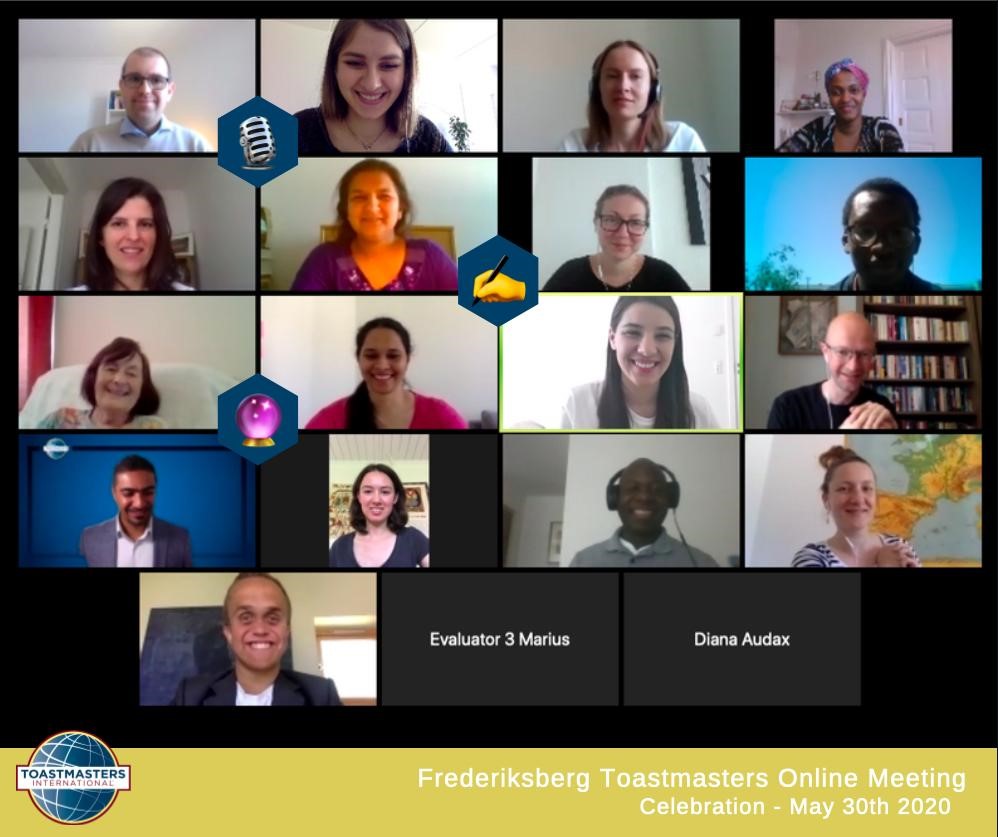 Evaluator 3 Marius
Diana Audax
TOASTMASTERS
INTERNATIONAL
Frederiksberg Toastmasters Online Meeting
Celebration - May 30th 2020